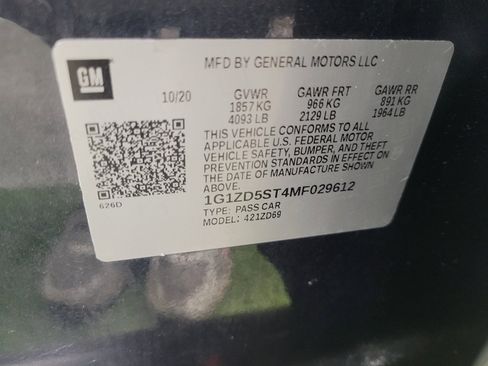 GM
MFD BY GENERAL MOTORS LLC
10/20 GVWR GAWR FRT GAWR RR
1857 KG 966 KG 891 KG
4093 LB 2129 LB 1964 LB
THIS VEHICLE CONFORMS TO ALL
APPLICABLE U.S. FEDERAL MOTOR
VEHICLE SAFETY, BUMPER, AND THEFT
PREVENTION STANDARDS IN EFFECT ON
THE DATE OF MANUFACTURE SHOWN
ABOVE.
626D
1G1ZD5ST4MF029612
TYPE: PASS CAR
MODEL: 421ZD69